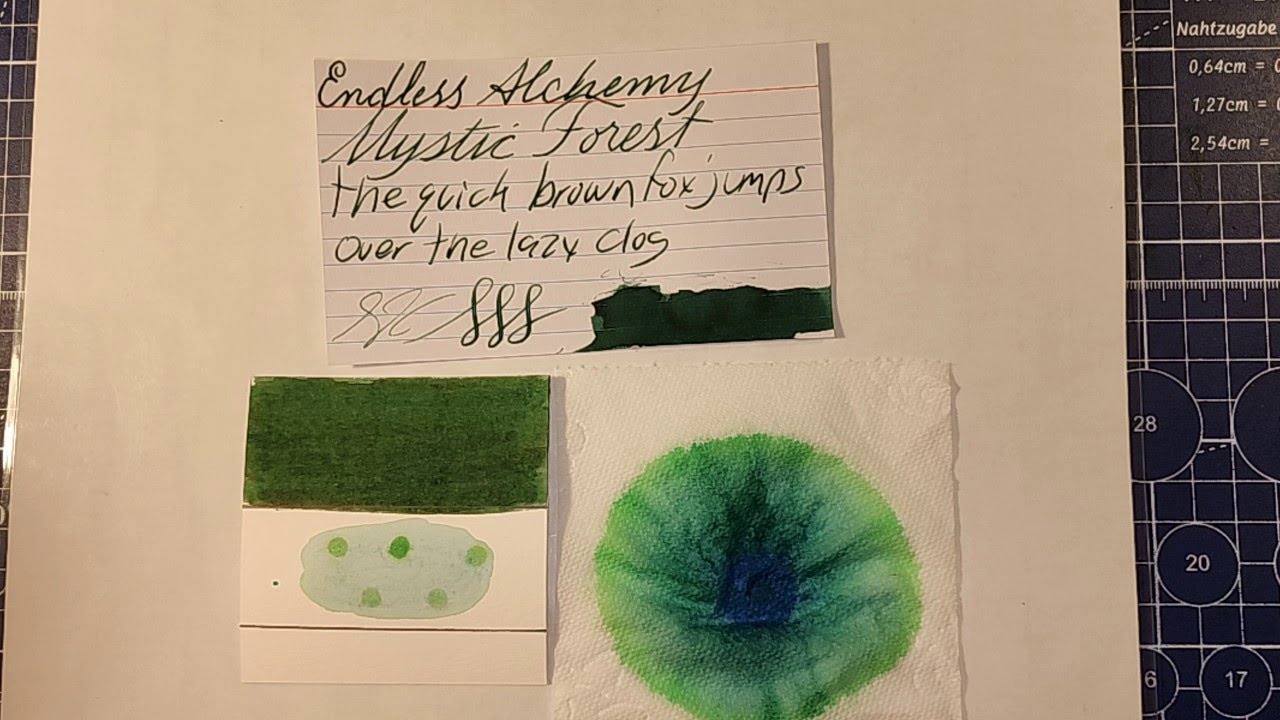 Endless Alchemy
Mystic Forest
the quick brown fox jumps
over the lazy dog
Nahtzugabe
0,64cm =
1,27cm =
2,54cm =
28
20
6
17